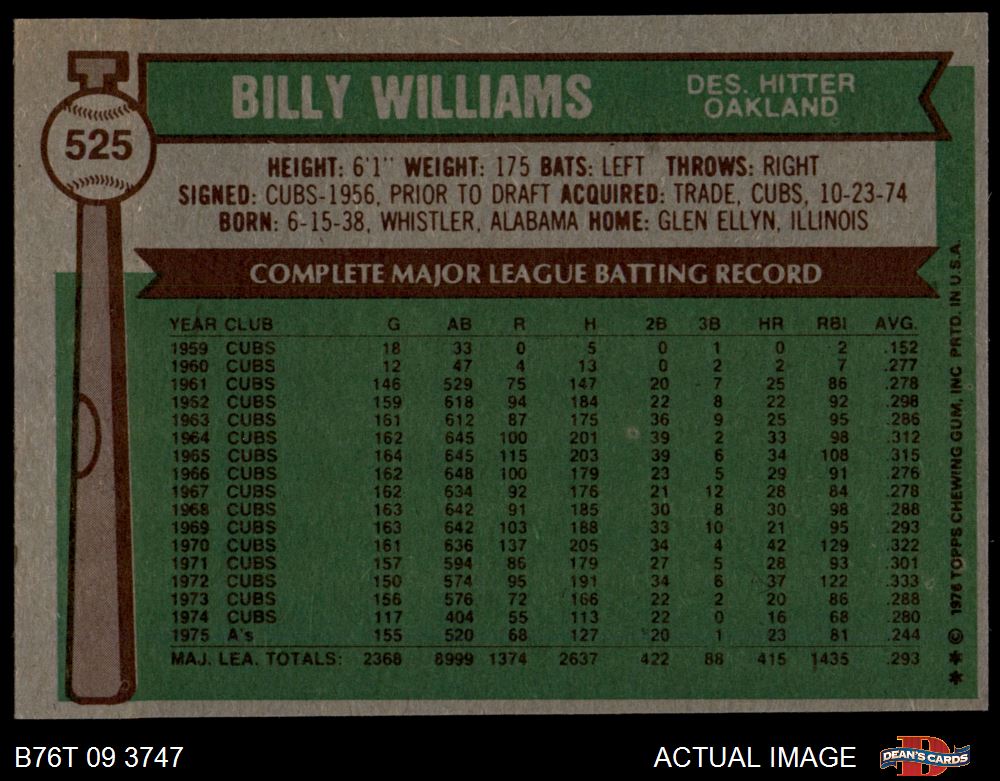 BILLY WILLIAMS
DES. HITTER
OAKLAND
525
HEIGHT: 6'1" WEIGHT: 175 BATS: LEFT THROWS: RIGHT
SIGNED: CUBS-1956, PRIOR TO DRAFT ACQUIRED: TRADE, CUBS, 10-23-74
BORN: 6-15-38, WHISTLER, ALABAMA HOME: GLEN ELLYN, ILLINOIS
COMPLETE MAJOR LEAGUE BATTING RECORD
YEAR CLUB G AB R H 2B 3B HR RBI AVG.
1959 CUBS 18 33 0 5 0 1 0 2 .152
1960 CUBS 12 47 4 13 0 2 2 7 .277
1961 CUBS 146 529 75 147 20 7 25 86 .278
1962 CUBS 159 618 94 184 22 8 22 92 .298
1963 CUBS 161 612 87 175 36 9 25 95 .286
1964 CUBS 162 645 100 201 39 2 33 98 .312
1965 CUBS 164 645 115 203 39 6 34 108 .315
1966 CUBS 162 648 100 179 23 5 29 91 .276
1967 CUBS 162 634 92 176 21 12 28 84 .278
1968 CUBS 163 642 91 185 30 8 30 98 .288
1969 CUBS 163 642 103 188 33 10 21 95 .293
1970 CUBS 161 636 137 205 34 4 42 129 .322
1971 CUBS 157 594 86 179 27 5 28 93 .301
1972 CUBS 150 574 95 191 34 6 37 122 .333
1973 CUBS 156 576 72 166 22 2 20 86 .288
1974 CUBS 117 404 55 113 22 0 16 68 .280
1975 A's 155 520 68 127 20 1 23 81 .244
MAJ. LEA. TOTALS: 2368 8999 1374 2637 422 88 415 1435 .293
** © 1976 TOPPS CHEWING GUM, INC PRTD. IN U.S.A.
B76T 09 3747
ACTUAL IMAGE
D
DEAN'S CARDS